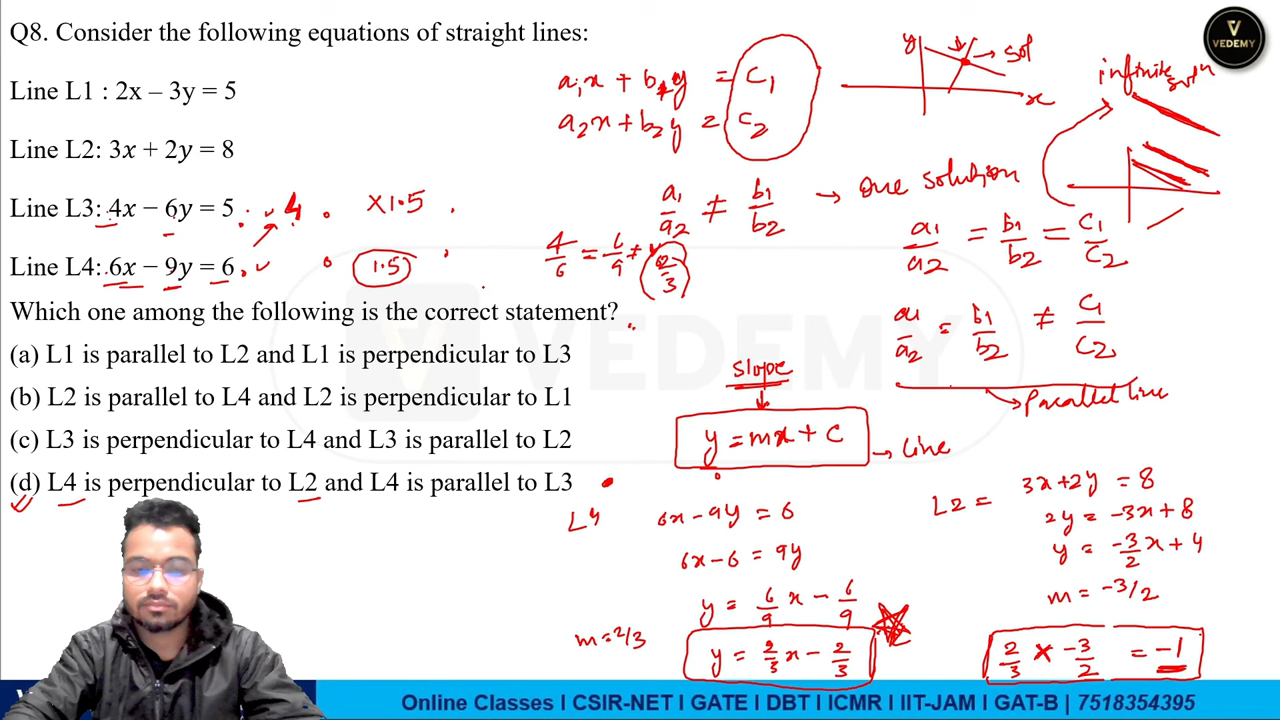 Q8. Consider the following equations of straight lines:
Line L1 : 2x – 3y = 5
Line L2: 3x + 2y = 8
Line L3: 4x – 6y = 5
4
×1.5
Line L4: 6x – 9y = 6
1.5
Which one among the following is the correct statement?
(a) L1 is parallel to L2 and L1 is perpendicular to L3
(b) L2 is parallel to L4 and L2 is perpendicular to L1
(c) L3 is perpendicular to L4 and L3 is parallel to L2
(d) L4 is perpendicular to L2 and L4 is parallel to L3
a₁x + b₁y = c₁
a₂x + b₂y = c₂
y
→ sol
x
infinite
a₁/a₂ ≠ b₁/b₂ → one solution
4/6 = 6/9 ≠ 2/3
a₁/a₂ = b₁/b₂ = c₁/c₂
a₁/a₂ = b₁/b₂ ≠ c₁/c₂
→ Parallel line
slope
y = mx + c
→ line
L4
6x - 9y = 6
6x - 6 = 9y
y = 6/9 x - 6/9
m = 2/3
y = 2/3 x - 2/3
L2 =
3x + 2y = 8
2y = -3x + 8
y = -3/2 x + 4
m = -3/2
2/3 × -3/2 = -1
VEDEMY
VEDEMY
Online Classes I CSIR-NET I GATE I DBT I ICMR I IIT-JAM I GAT-B | 7518354395